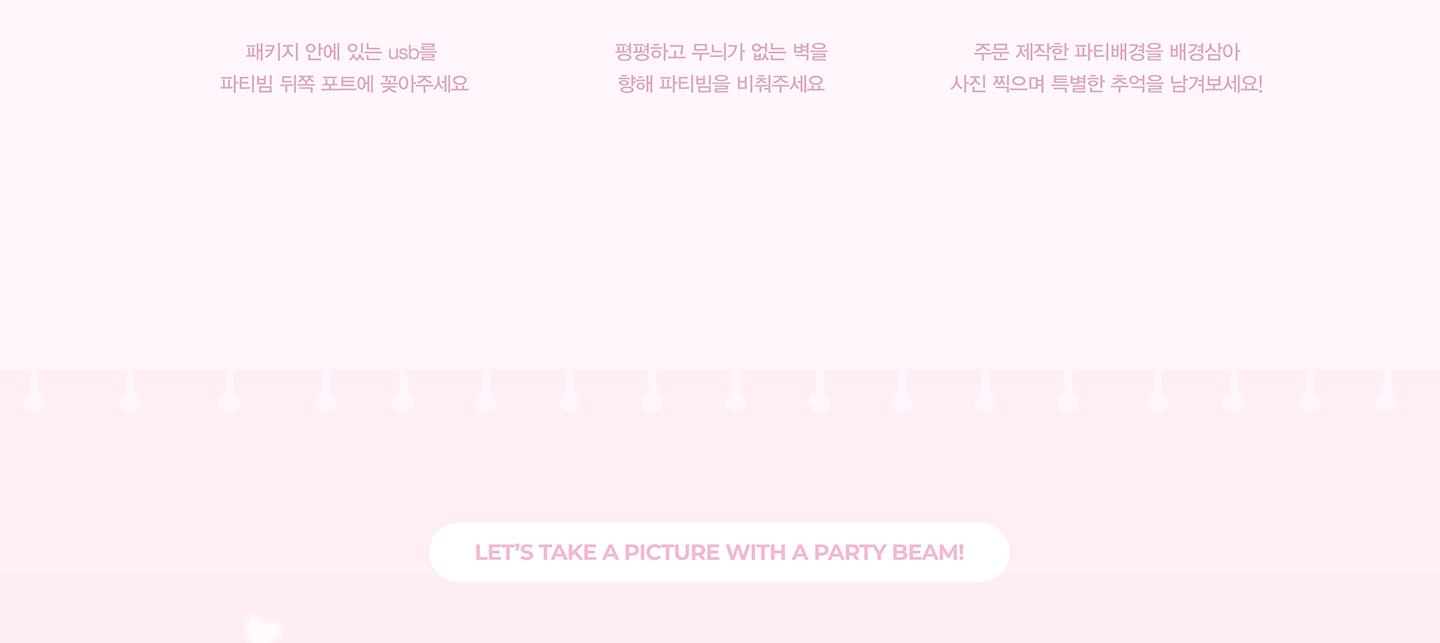 패키지 안에 있는 usb를
파티빔 뒤쪽 포트에 꽂아주세요
평평하고 무늬가 없는 벽을
향해 파티빔을 비춰주세요
주문 제작한 파티배경을 배경삼아
사진 찍으며 특별한 추억을 남겨보세요!
LET'S TAKE A PICTURE WITH A PARTY BEAM!